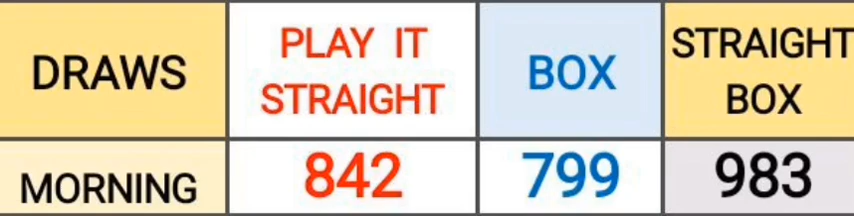 DRAWS
PLAY IT
STRAIGHT
BOX
STRAIGHT
BOX
MORNING
842
799
983